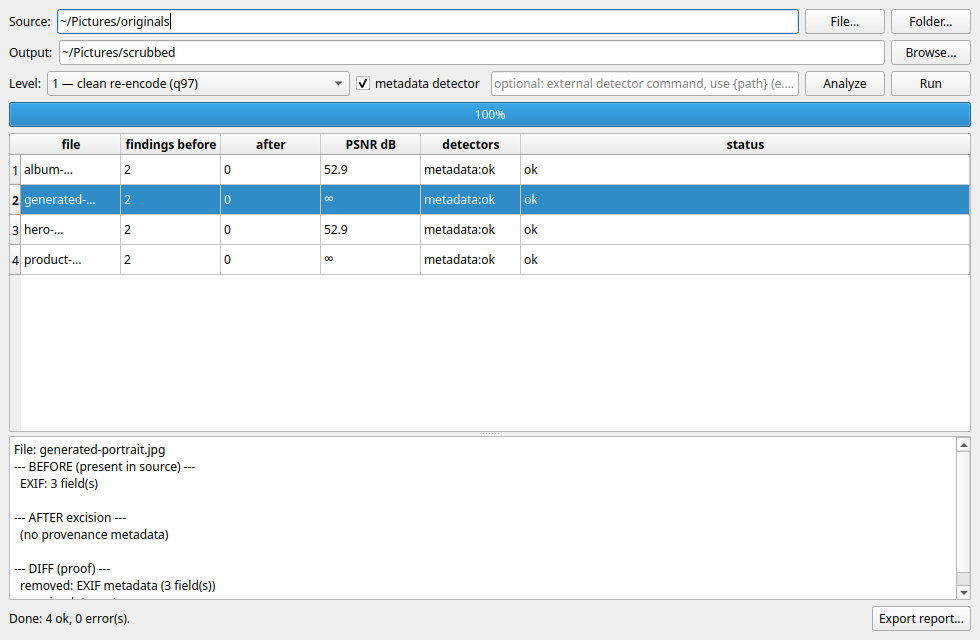 Source: ~/Pictures/originals File... Folder...
Output: ~/Pictures/scrubbed Browse...
Level: 1 — clean re-encode (q97) metadata detector optional: external detector command, use {path} (e.... Analyze Run
100%
file findings before after PSNR dB detectors status
1 album-... 2 0 52.9 metadata:ok ok
2 generated-... 2 0 ∞ metadata:ok ok
3 hero-... 2 0 52.9 metadata:ok ok
4 product-... 2 0 ∞ metadata:ok ok
File: generated-portrait.jpg
--- BEFORE (present in source) ---
EXIF: 3 field(s)
--- AFTER excision ---
(no provenance metadata)
--- DIFF (proof) ---
removed: EXIF metadata (3 field(s))
Done: 4 ok, 0 error(s). Export report...